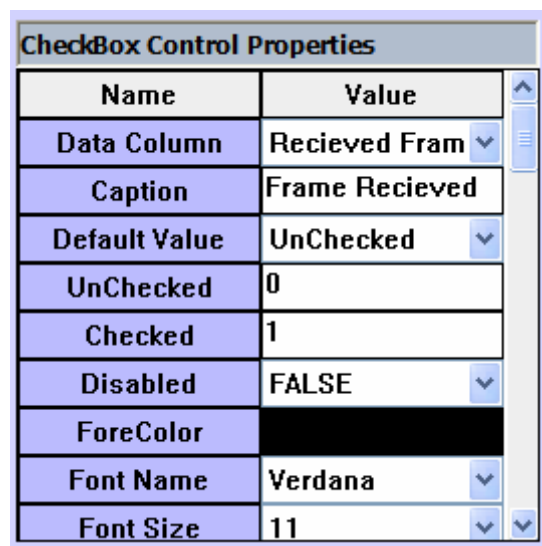 CheckBox Control Properties
Name Value
Data Column Recieved Fram
Caption Frame Recieved
Default Value UnChecked
UnChecked 0
Checked 1
Disabled FALSE
ForeColor
Font Name Verdana
Font Size 11